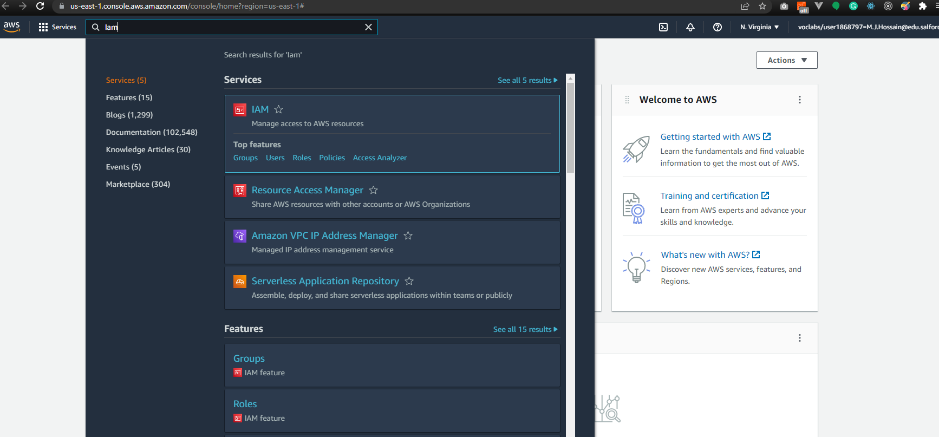 us-east-1.console.aws.amazon.com/console/home?region=us-east-1#
aws
Services
Iam
N. Virginia
voclabs/user1868797=M.J.Hossain@edu.salfor
Search results for 'Iam'
Services (5)
Features (15)
Blogs (1,299)
Documentation (102,548)
Knowledge Articles (30)
Events (5)
Marketplace (304)
Services
See all 5 results
IAM
Manage access to AWS resources
Top features
Groups Users Roles Policies Access Analyzer
Resource Access Manager
Share AWS resources with other accounts or AWS Organizations
Amazon VPC IP Address Manager
Managed IP address management service
Serverless Application Repository
Assemble, deploy, and share serverless applications within teams or publicly
Features
See all 15 results
Groups
IAM feature
Roles
IAM feature
Actions
Welcome to AWS
Getting started with AWS
Learn the fundamentals and find valuable
information to get the most out of AWS.
Training and certification
Learn from AWS experts and advance your
skills and knowledge.
What's new with AWS?
Discover new AWS services, features, and
Regions.